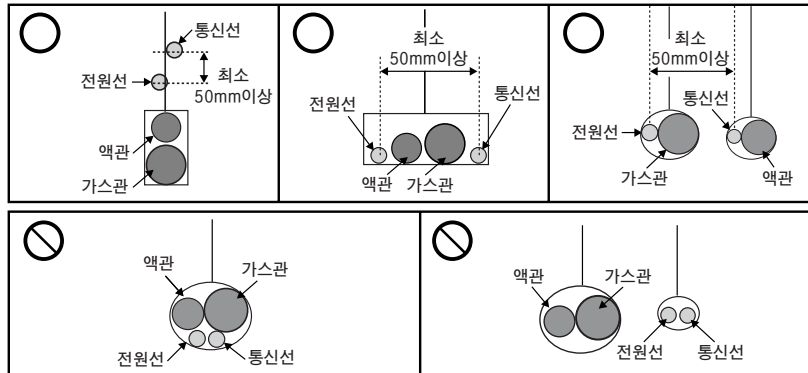 통신선
전원선
최소
50mm이상
액관
가스관
최소
50mm이상
전원선
통신선
액관
가스관
최소
50mm이상
통신선
전원선
가스관
액관
액관
가스관
전원선
통신선
액관
가스관
전원선
통신선